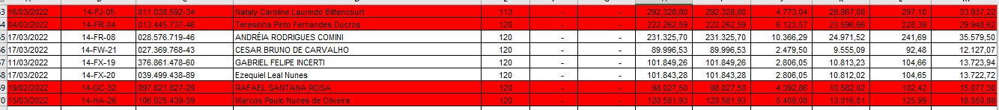 53 16/03/2022 14-FJ-05 811.038.592-34 Nataly Caroline Laurindo Bittencourt 113 - - 292.328,80 292.328,80 4.773,04 28.867,08 297,10 33.937,22
54 04/03/2022 14-FR-04 013.445.737-46 Teresinha Pinto Fernandes Ducros 120 - - 222.262,59 222.262,59 6.123,57 23.596,66 228,39 29.948,62
55 17/03/2022 14-FR-08 028.576.719-46 ANDRÉIA RODRIGUES COMINI 120 - - 231.325,70 231.325,70 10.366,29 24.971,52 241,69 35.579,50
56 17/03/2022 14-FW-21 027.369.768-43 CESAR BRUNO DE CARVALHO 120 - - 89.996,53 89.996,53 2.479,50 9.555,09 92,48 12.127,07
57 11/03/2022 14-FX-19 376.861.478-60 GABRIEL FELIPE INCERTI 120 - - 101.849,26 101.849,26 2.806,05 10.813,23 104,66 13.723,94
58 17/03/2022 14-FX-20 039.499.438-89 Ezequiel Leal Nunes 120 - - 101.843,28 101.843,28 2.806,05 10.812,02 104,65 13.722,72
59 19/02/2022 14-GC-32 097.821.827-29 RAFAEL SANTANA ROSA 120 - - 98.027,50 98.027,50 4.392,86 10.582,02 102,42 15.077,30
70 15/03/2022 14-HA-26 106.025.439-59 Marcos Paulo Nunes de Oliveira 120 - - 120.581,93 120.581,93 5.408,08 13.016,81 125,99 18.550,88